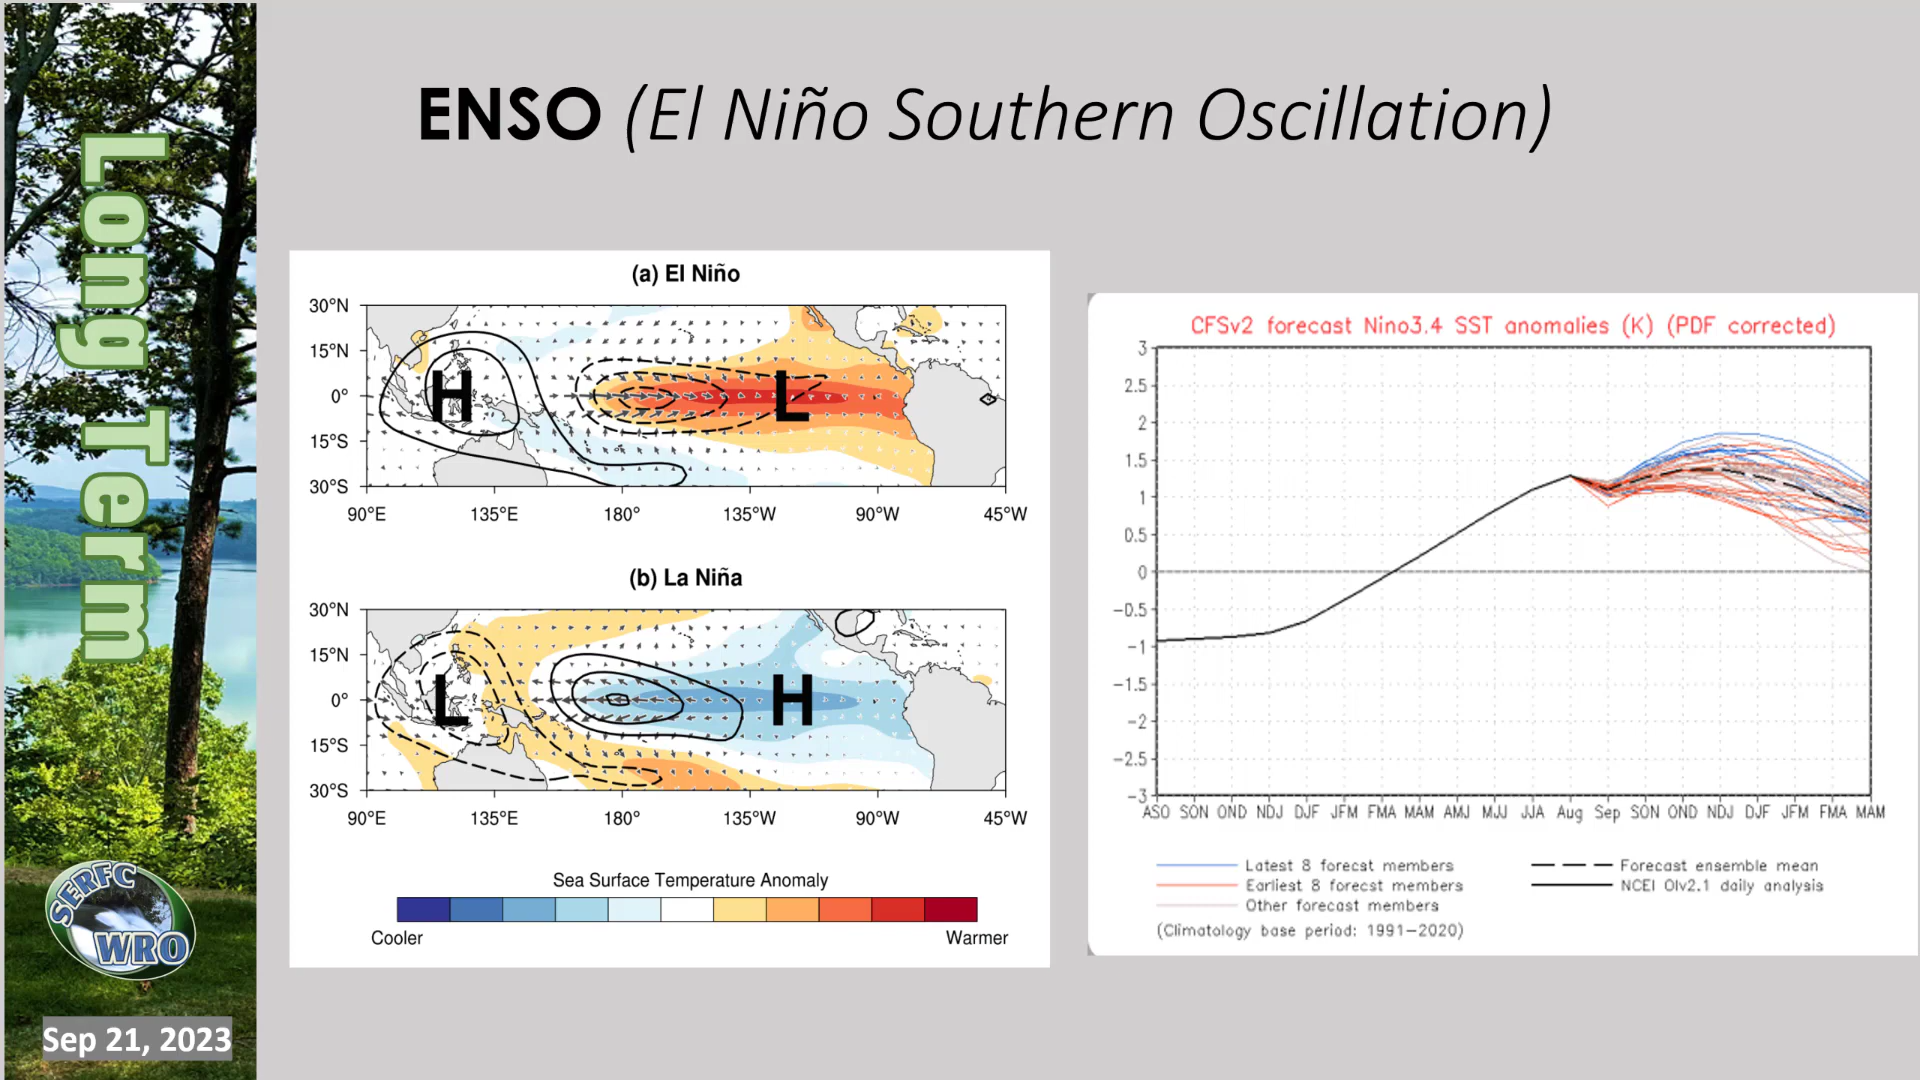 ENSO (El Niño Southern Oscillation)
Long Term
SERFC
WRO
Sep 21, 2023
(a) El Niño
30°N
15°N
0°
15°S
30°S
90°E 135°E 180° 135°W 90°W 45°W
H L
(b) La Niña
30°N
15°N
0°
15°S
30°S
90°E 135°E 180° 135°W 90°W 45°W
L H
Sea Surface Temperature Anomaly
Cooler Warmer
CFSv2 forecast Nino3.4 SST anomalies (K) (PDF corrected)
3
2.5
2
1.5
1
0.5
0
−0.5
−1
−1.5
−2
−2.5
−3
ASO SON OND NDJ DJF JFM FMA MAM AMJ MJJ JJA Aug Sep SON OND NDJ DJF JFM FMA MAM
Latest 8 forecst members
Earliest 8 forecst members
Other forecast members
(Climatology base period: 1991−2020)
Forecast ensemble mean
NCEI OIv2.1 daily analysis